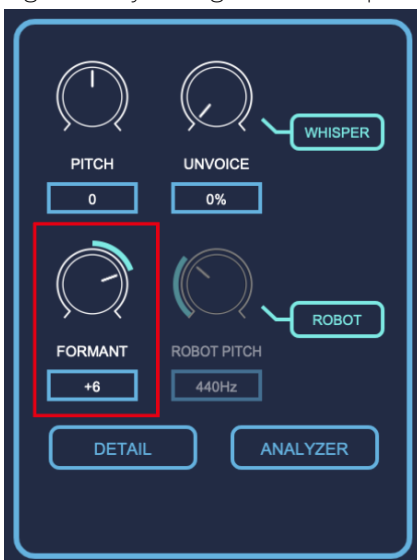 WHISPER
PITCH
UNVOICE
0
0%
ROBOT
FORMANT
ROBOT PITCH
+6
440Hz
DETAIL
ANALYZER